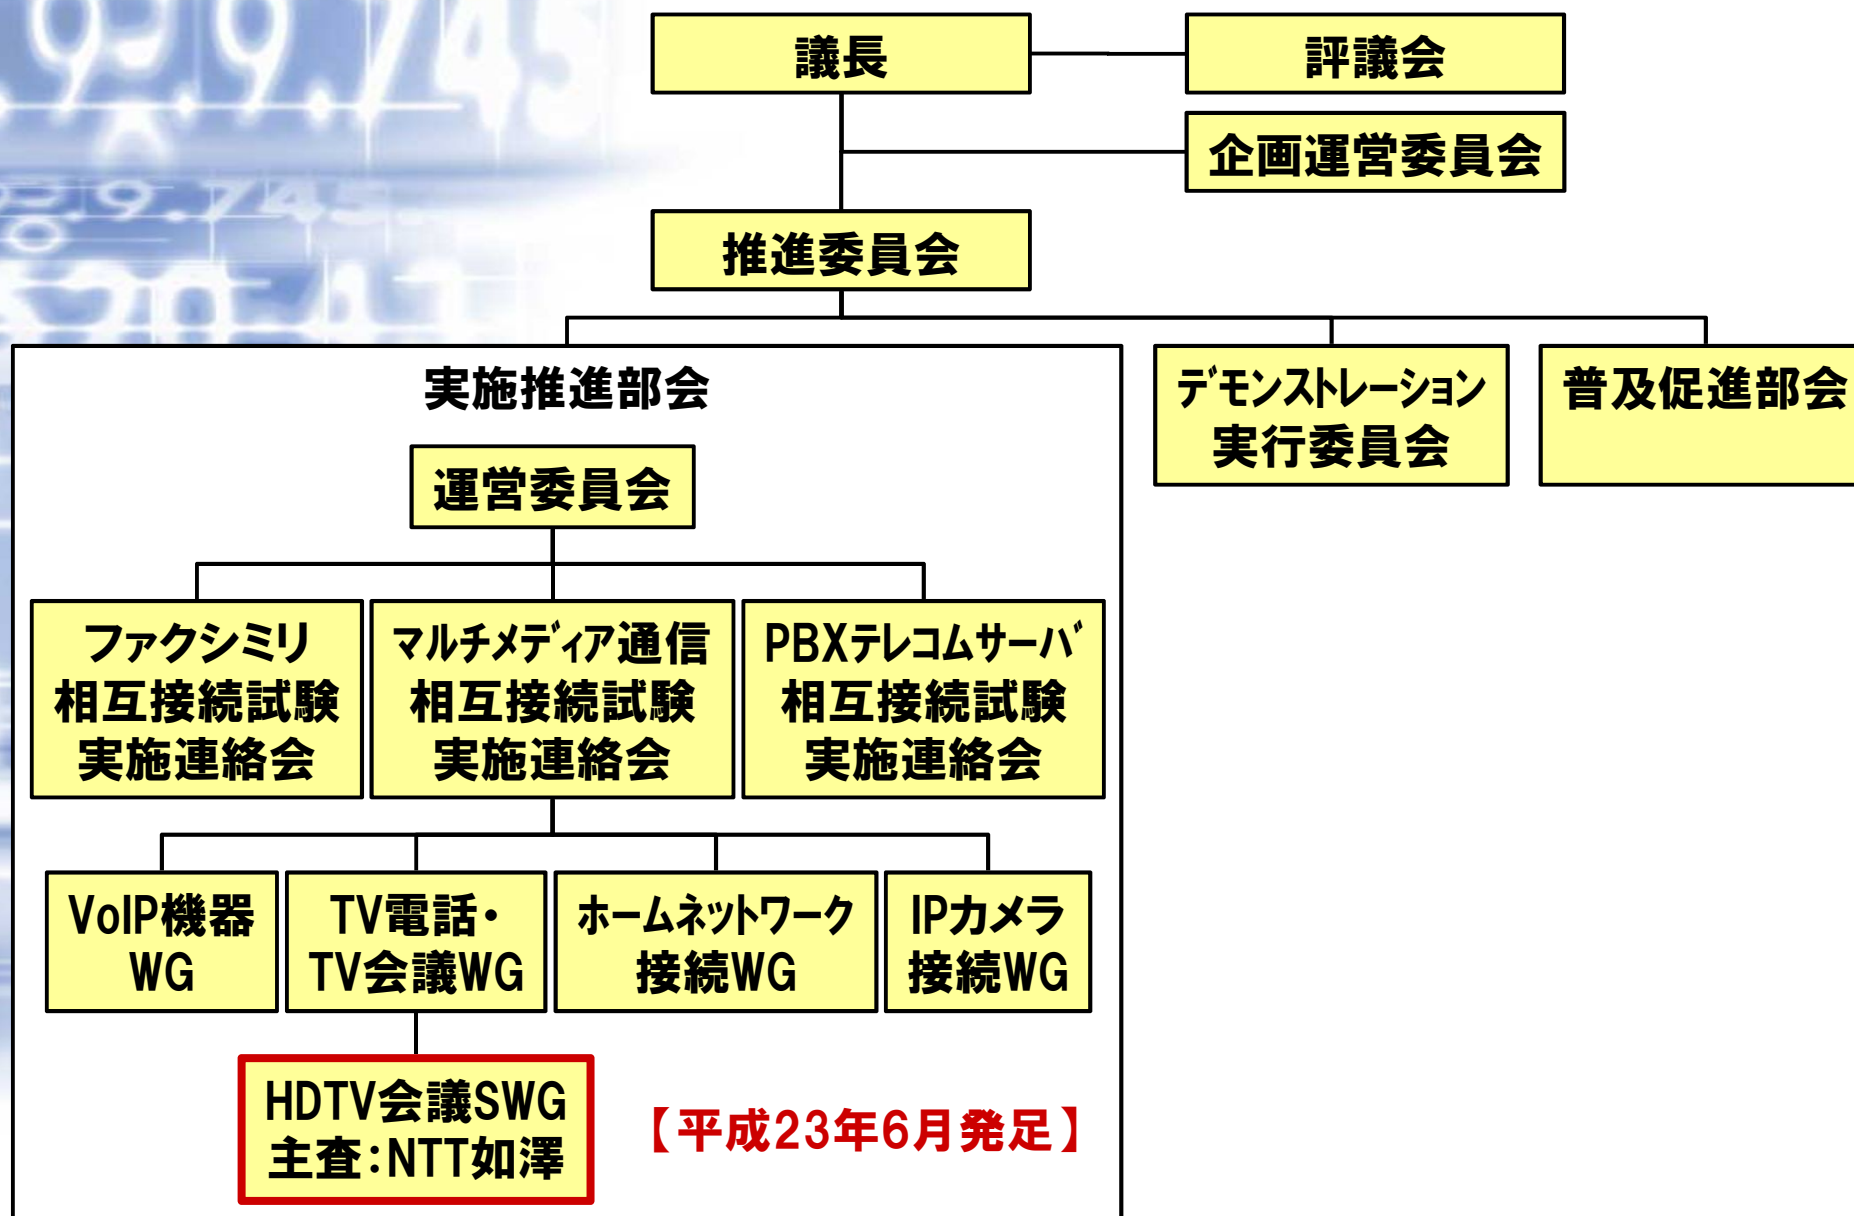 議長
評議会
企画運営委員会
推進委員会
実施推進部会
デモンストレーション
実行委員会
普及促進部会
運営委員会
ファクシミリ
相互接続試験
実施連絡会
マルチメディア通信
相互接続試験
実施連絡会
PBXテレコムサーバ
相互接続試験
実施連絡会
VoIP機器
WG
TV電話・
TV会議WG
ホームネットワーク
接続WG
IPカメラ
接続WG
HDTV会議SWG
主査:NTT如澤
【平成23年6月発足】